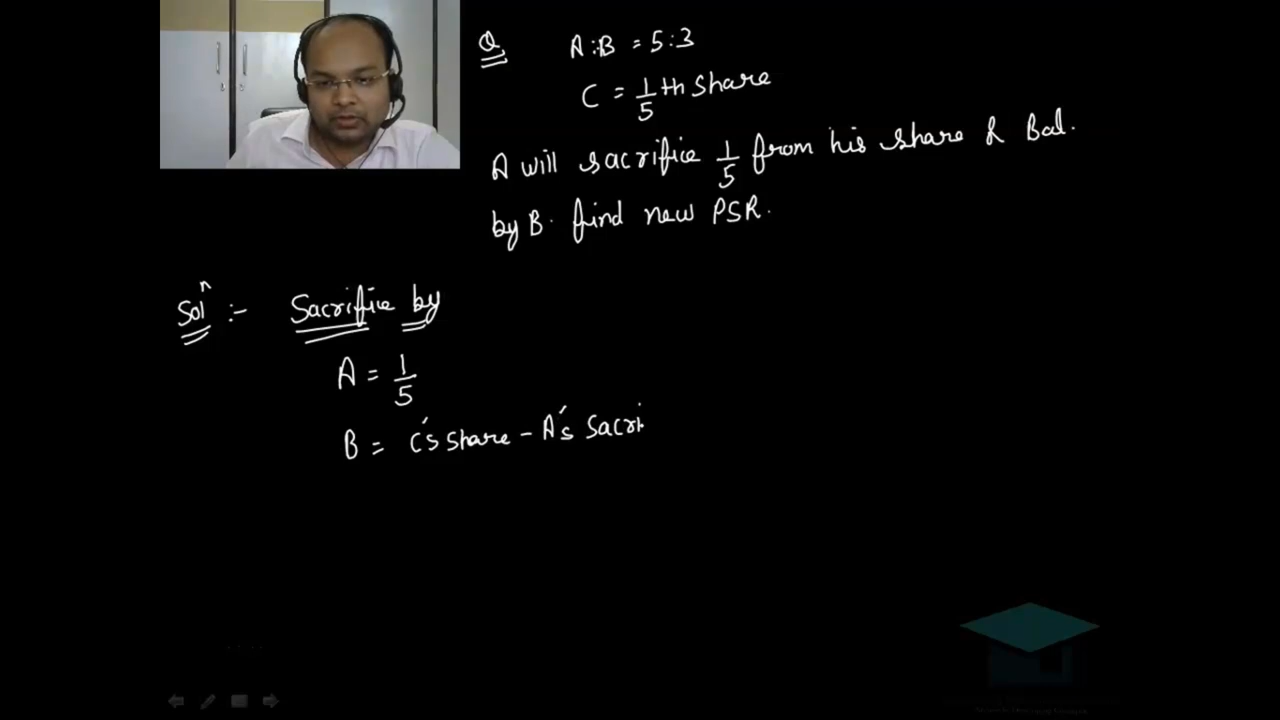 Q A:B = 5:3
C = 1/5 th Share
A will sacrifice 1/5 from his share & Bal.
by B. find new PSR.
Solⁿ :- Sacrifice by
A = 1/5
B = C's share - A's Sacri